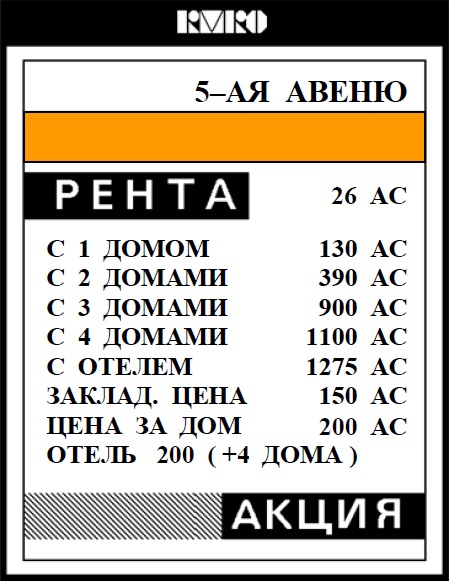 RMRO
5–АЯ АВЕНЮ
РЕНТА 26 АС
С 1 ДОМОМ 130 АС
С 2 ДОМАМИ 390 АС
С 3 ДОМАМИ 900 АС
С 4 ДОМАМИ 1100 АС
С ОТЕЛЕМ 1275 АС
ЗАКЛАД. ЦЕНА 150 АС
ЦЕНА ЗА ДОМ 200 АС
ОТЕЛЬ 200 ( +4 ДОМА )
АКЦИЯ